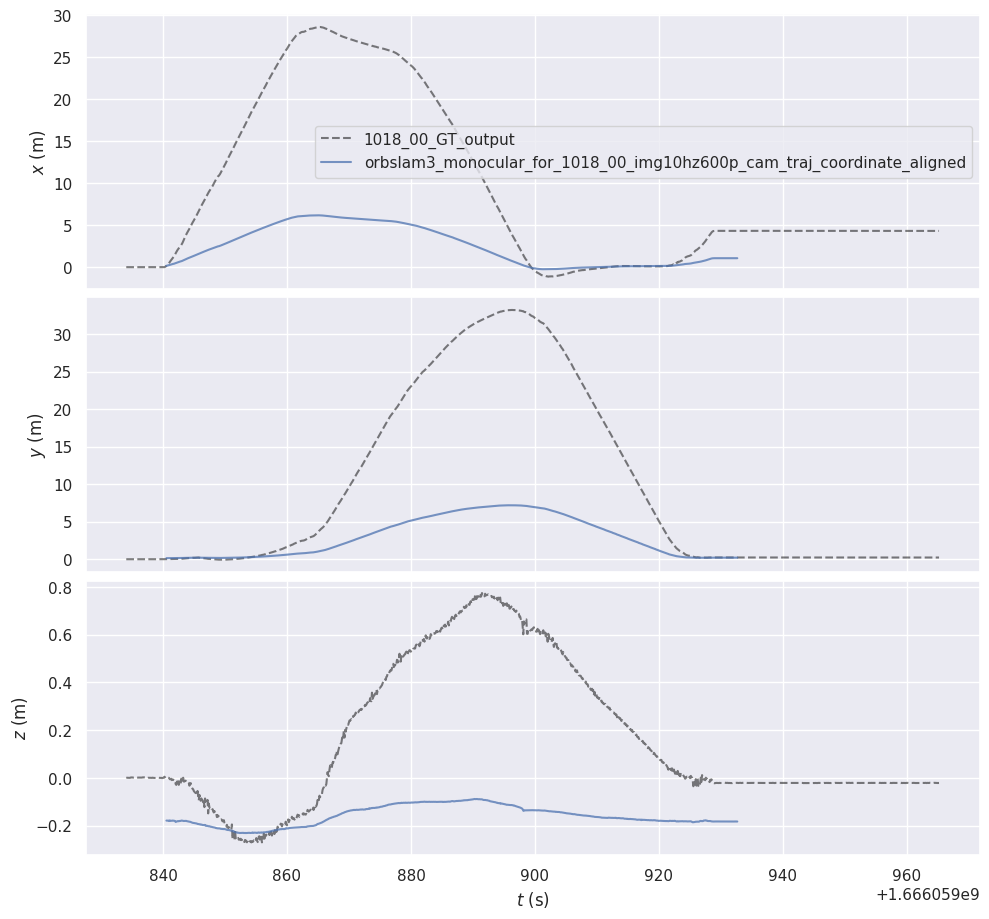 30
25
20
15
10
5
0
x (m)
1018_00_GT_output
orbslam3_monocular_for_1018_00_img10hz600p_cam_traj_coordinate_aligned
30
25
20
15
10
5
0
y (m)
0.8
0.6
0.4
0.2
0.0
−0.2
z (m)
840 860 880 900 920 940 960
t (s)
+1.666059e9